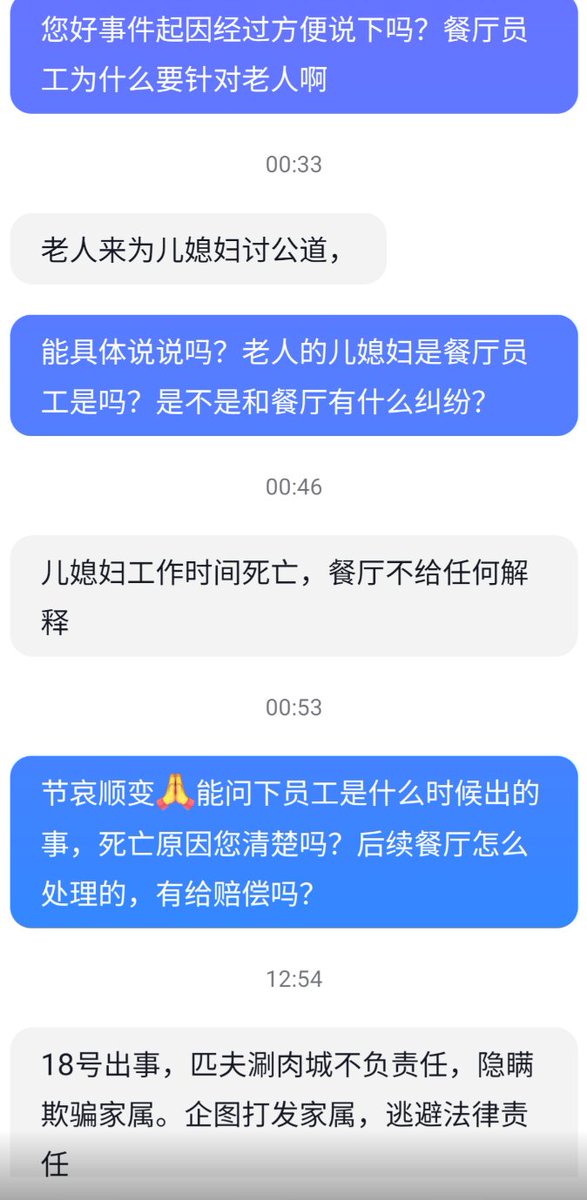 您好事件起因经过方便说下吗？餐厅员
工为什么要针对老人啊
00:33
老人来为儿媳妇讨公道，
能具体说说吗？老人的儿媳妇是餐厅员
工是吗？是不是和餐厅有什么纠纷？
00:46
儿媳妇工作时间死亡，餐厅不给任何解
释
00:53
节哀顺变🙏能问下员工是什么时候出的
事，死亡原因您清楚吗？后续餐厅怎么
处理的，有给赔偿吗？
12:54
18号出事，匹夫涮肉城不负责任，隐瞒
欺骗家属。企图打发家属，逃避法律责
任